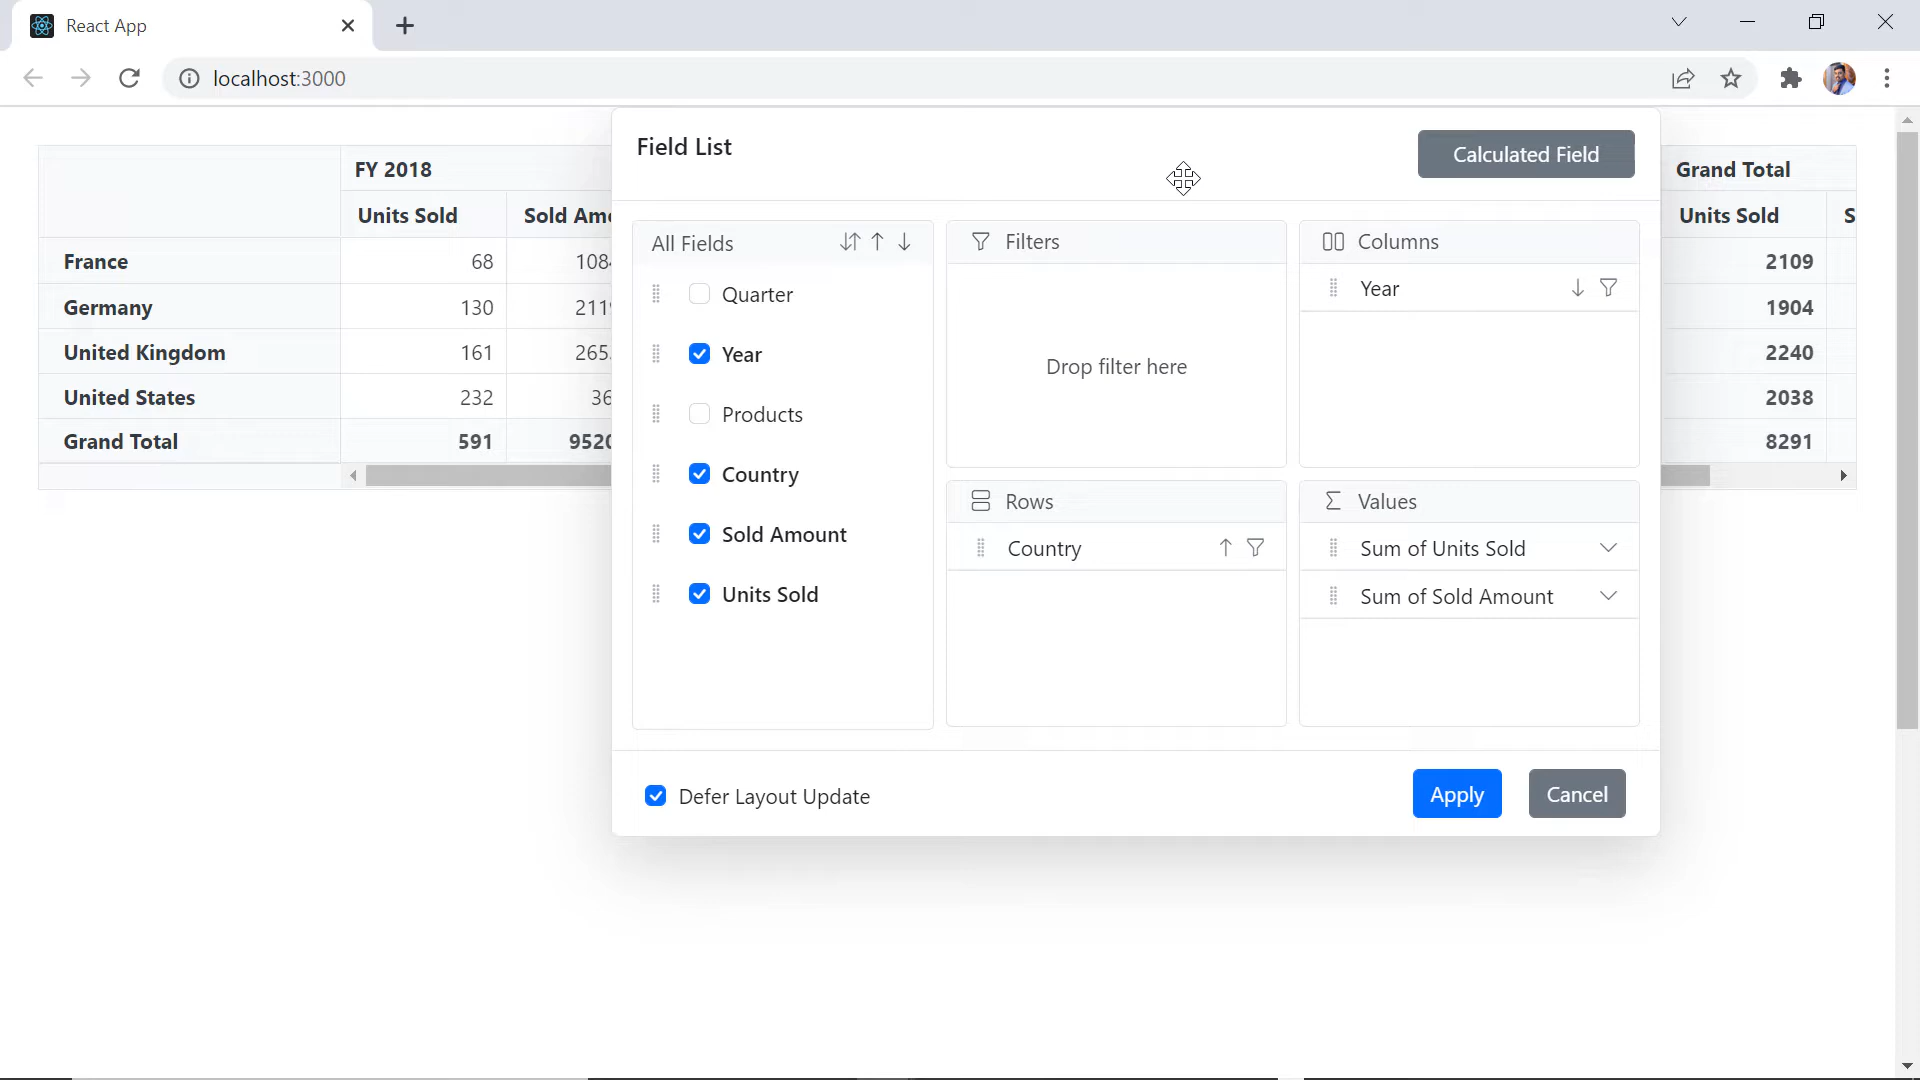 React App
localhost:3000
Field List
Calculated Field
FY 2018
Grand Total
Units Sold
Units Sold
France 68 2109
Germany 130 1904
United Kingdom 161 2240
United States 232 2038
Grand Total 591 8291
All Fields
Quarter
Year
Products
Country
Sold Amount
Units Sold
Filters
Drop filter here
Columns
Year
Rows
Country
Values
Sum of Units Sold
Sum of Sold Amount
Defer Layout Update
Apply
Cancel